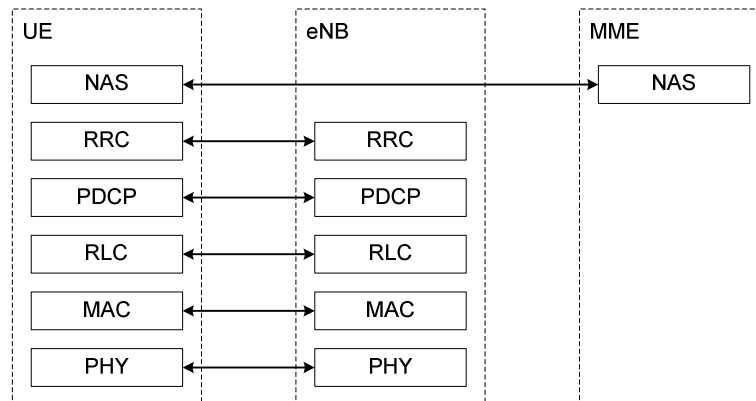 UE eNB MME
NAS NAS
RRC RRC
PDCP PDCP
RLC RLC
MAC MAC
PHY PHY